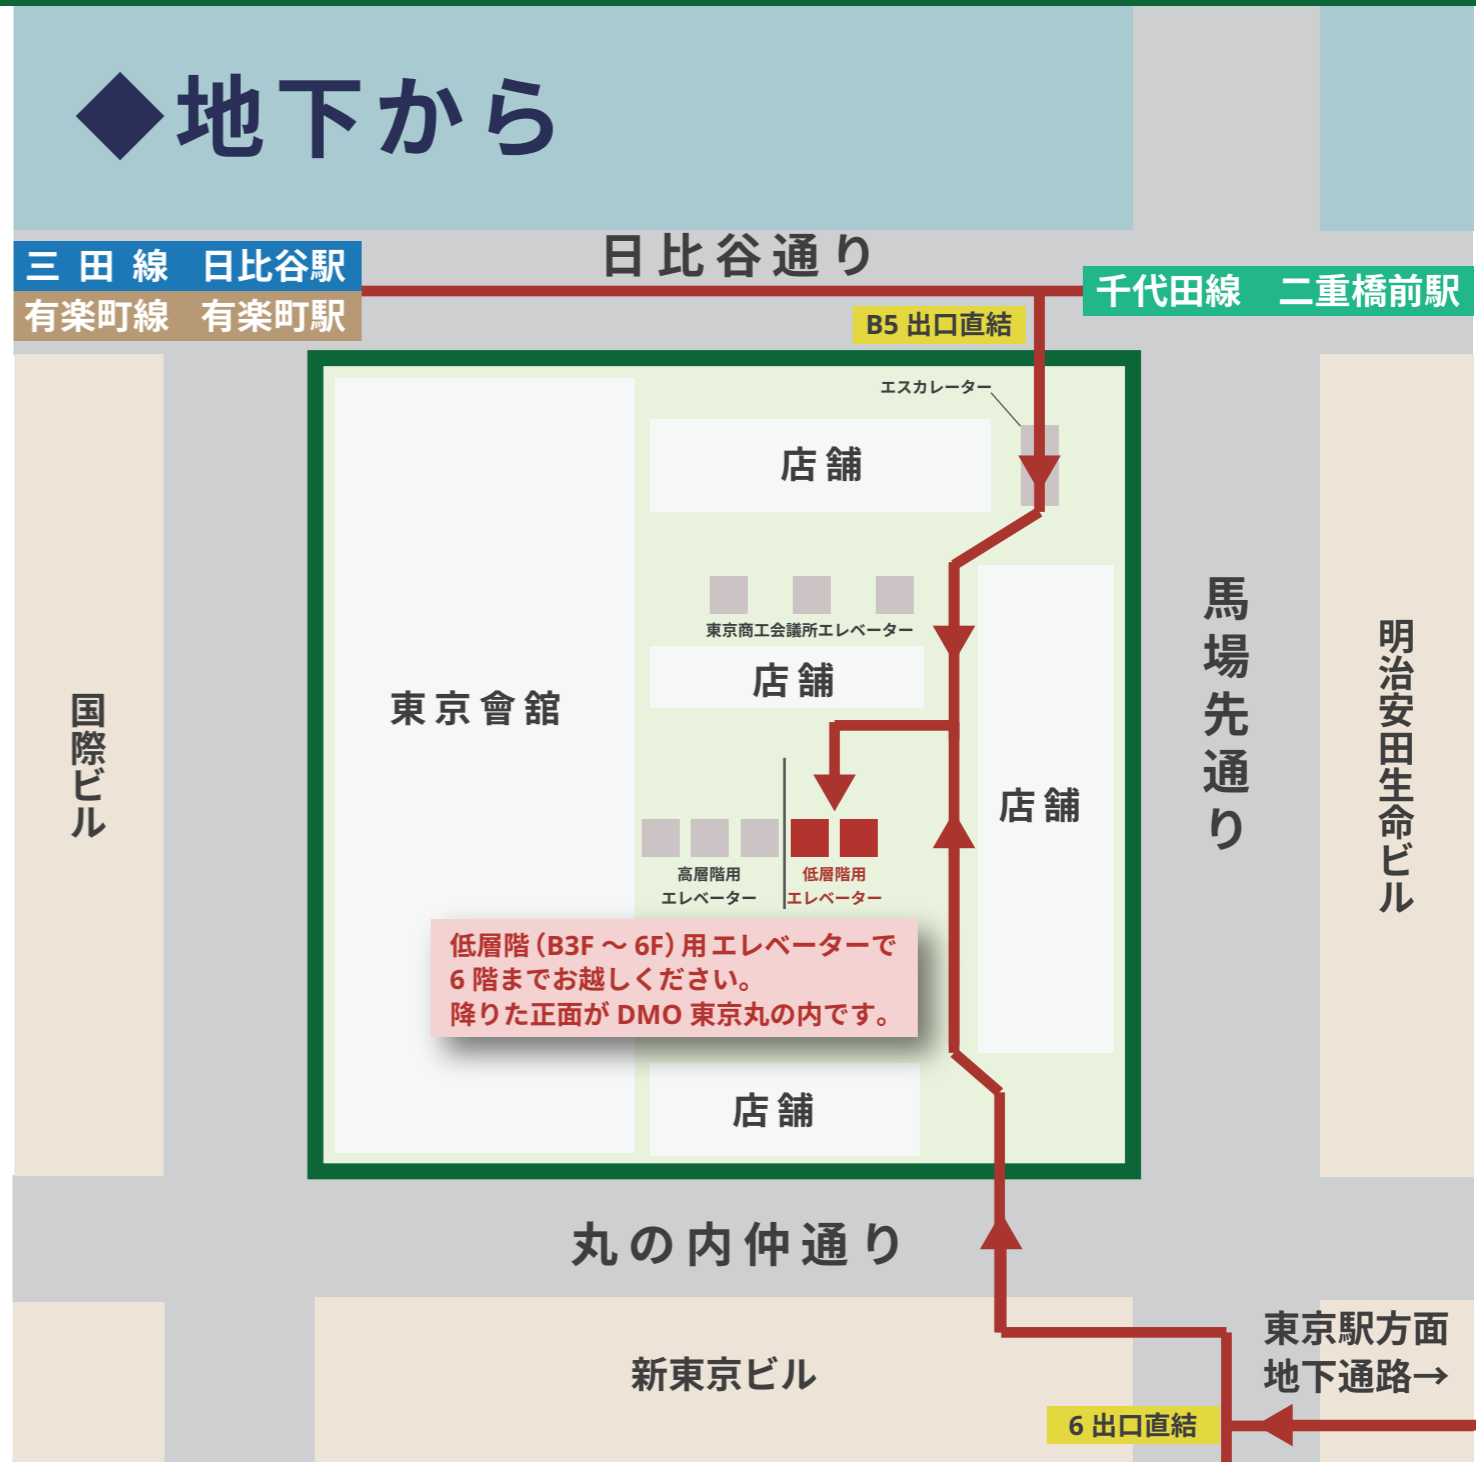 ◆地下から
日比谷通り
三田線 日比谷駅
有楽町線 有楽町駅
千代田線 二重橋前駅
B5 出口直結
エスカレーター
店舗
東京商工会議所エレベーター
店舗
東京會舘
店舗
国際ビル
馬場先通り
明治安田生命ビル
高層階用
エレベーター
低層階用
エレベーター
低層階（B3F ～ 6F）用エレベーターで
6 階までお越しください。
降りた正面が DMO 東京丸の内です。
店舗
丸の内仲通り
新東京ビル
東京駅方面
地下通路→
6 出口直結